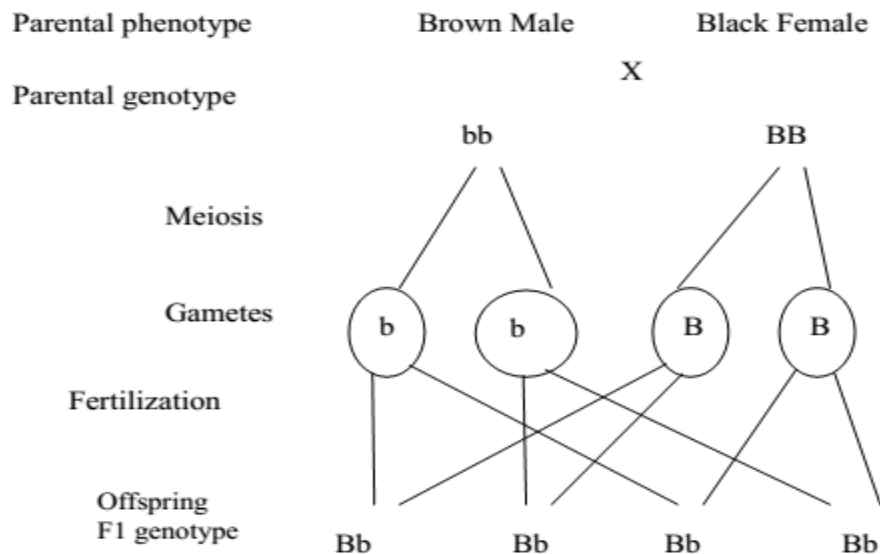 Parental phenotype Brown Male Black Female
X
Parental genotype
bb BB
Meiosis
Gametes b b B B
Fertilization
Offspring
F1 genotype
Bb Bb Bb Bb